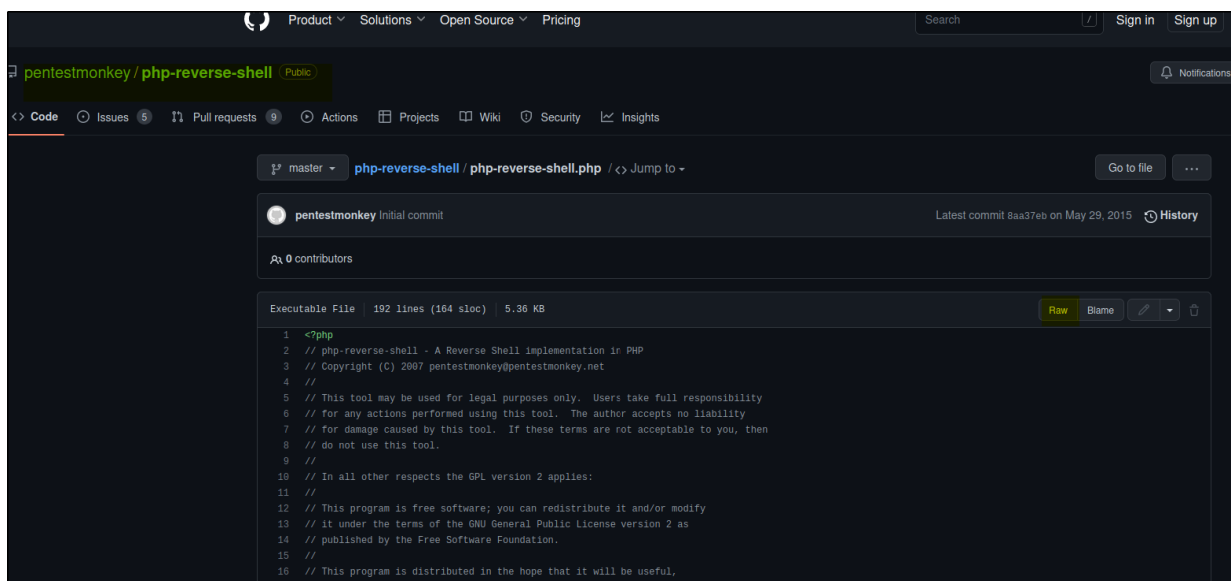 Product Solutions Open Source Pricing Search / Sign in Sign up
pentestmonkey / php-reverse-shell Public Notifications
<> Code Issues 5 Pull requests 9 Actions Projects Wiki Security Insights
master php-reverse-shell / php-reverse-shell.php / <> Jump to Go to file ...
pentestmonkey Initial commit Latest commit 8aa37eb on May 29, 2015 History
0 contributors
Executable File 192 lines (164 sloc) 5.36 KB Raw Blame
1 <?php
2 // php-reverse-shell - A Reverse Shell implementation in PHP
3 // Copyright (C) 2007 pentestmonkey@pentestmonkey.net
4 //
5 // This tool may be used for legal purposes only. Users take full responsibility
6 // for any actions performed using this tool. The author accepts no liability
7 // for damage caused by this tool. If these terms are not acceptable to you, then
8 // do not use this tool.
9 //
10 // In all other respects the GPL version 2 applies:
11 //
12 // This program is free software; you can redistribute it and/or modify
13 // it under the terms of the GNU General Public License version 2 as
14 // published by the Free Software Foundation.
15 //
16 // This program is distributed in the hope that it will be useful,